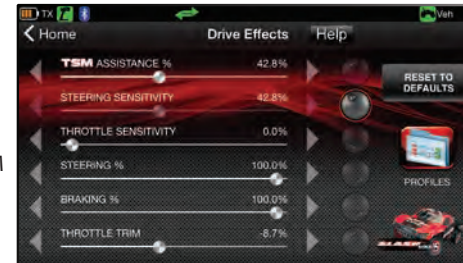 TX Veh
Home Drive Effects Help
TSM ASSISTANCE % 42.8%
STEERING SENSITIVITY 42.8%
THROTTLE SENSITIVITY 0.0%
STEERING % 100.0%
BRAKING % 100.0%
THROTTLE TRIM -8.7%
RESET TO
DEFAULTS
PROFILES
SLASH